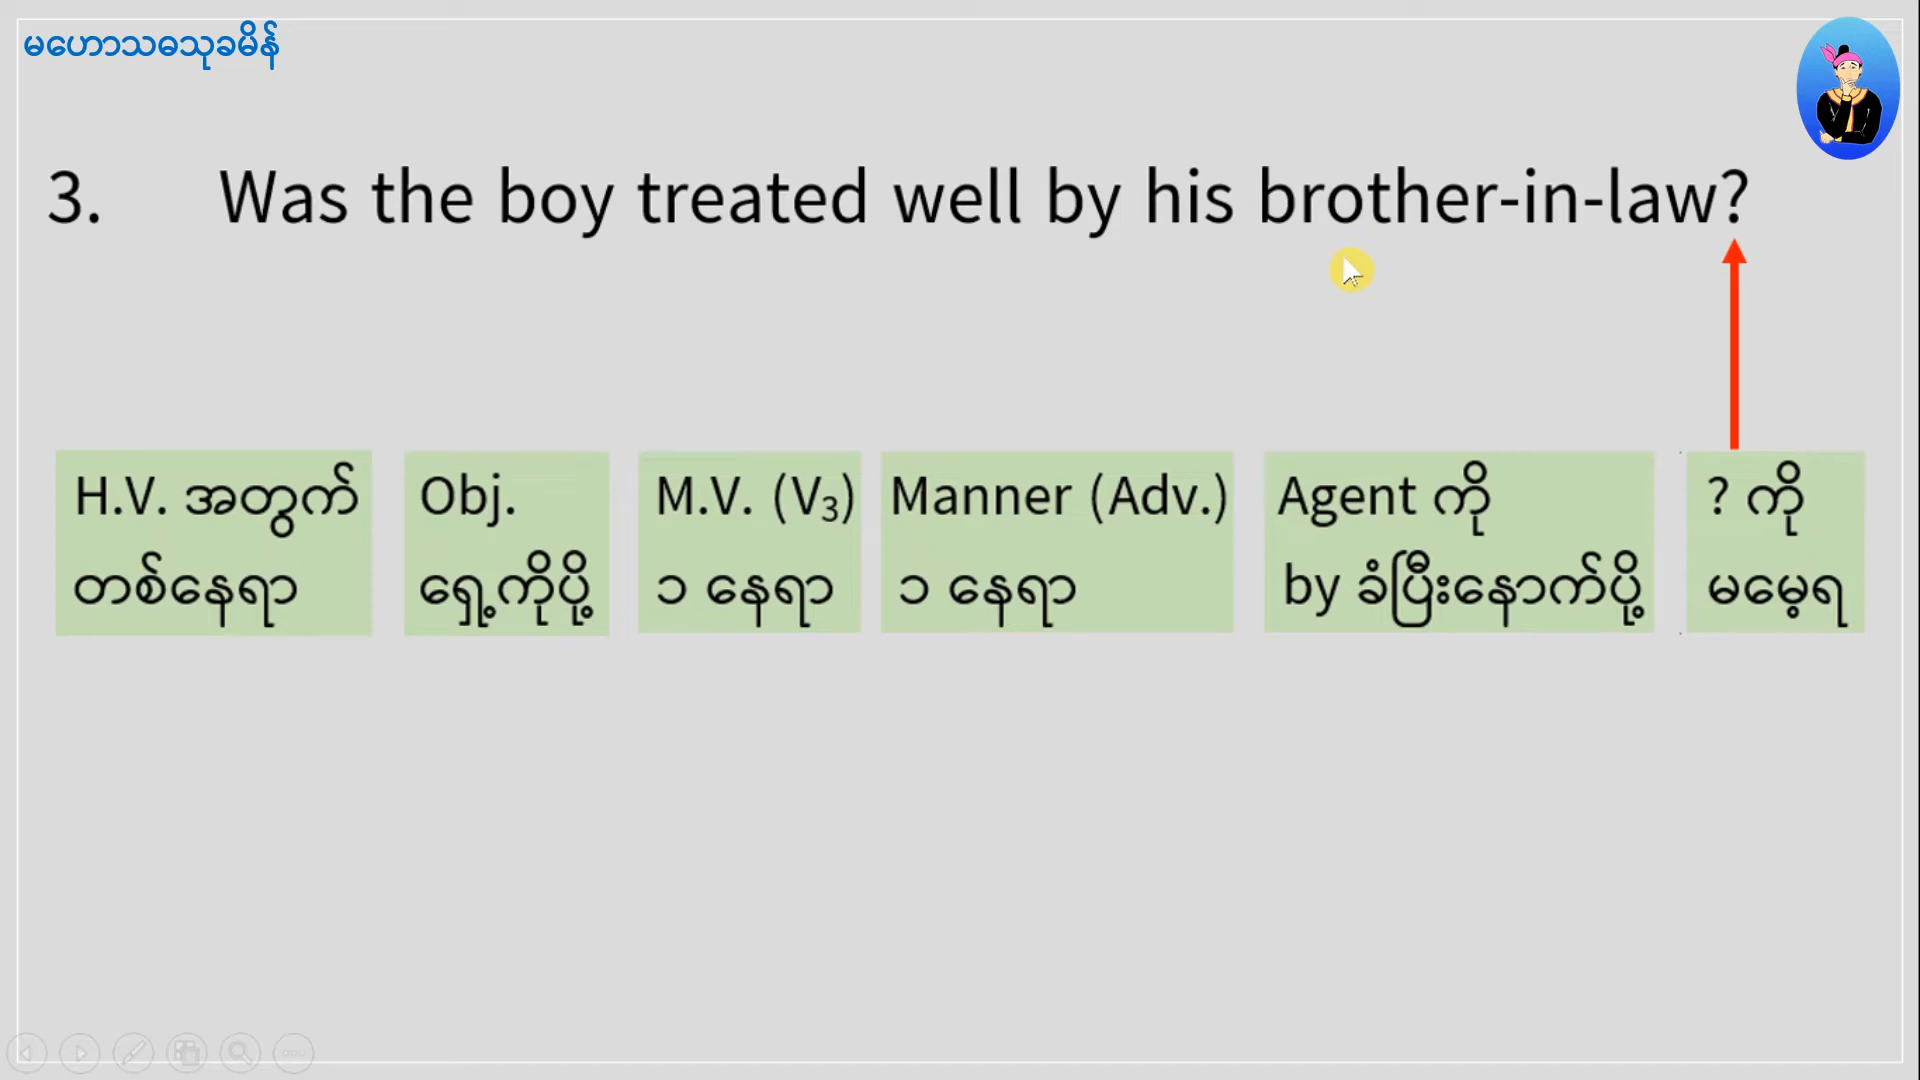 မဟောသဓသုခမိန်
3. Was the boy treated well by his brother-in-law?
H.V. အတွက်
တစ်နေရာ
Obj.
ရှေ့ကိုပို့
M.V. (V₃)
၁ နေရာ
Manner (Adv.)
၁ နေရာ
Agent ကို
by ခံပြီးနောက်ပို့
? ကို
မမေ့ရ